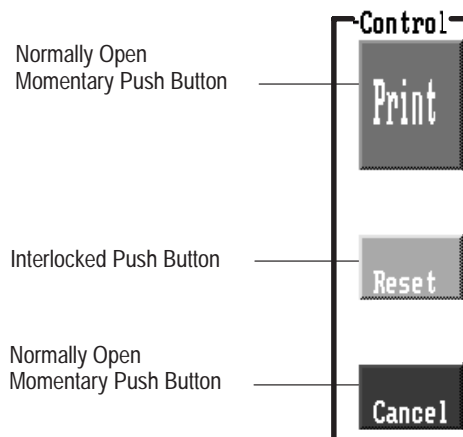 Control
Normally Open
Momentary Push Button
Print
Interlocked Push Button
Reset
Normally Open
Momentary Push Button
Cancel